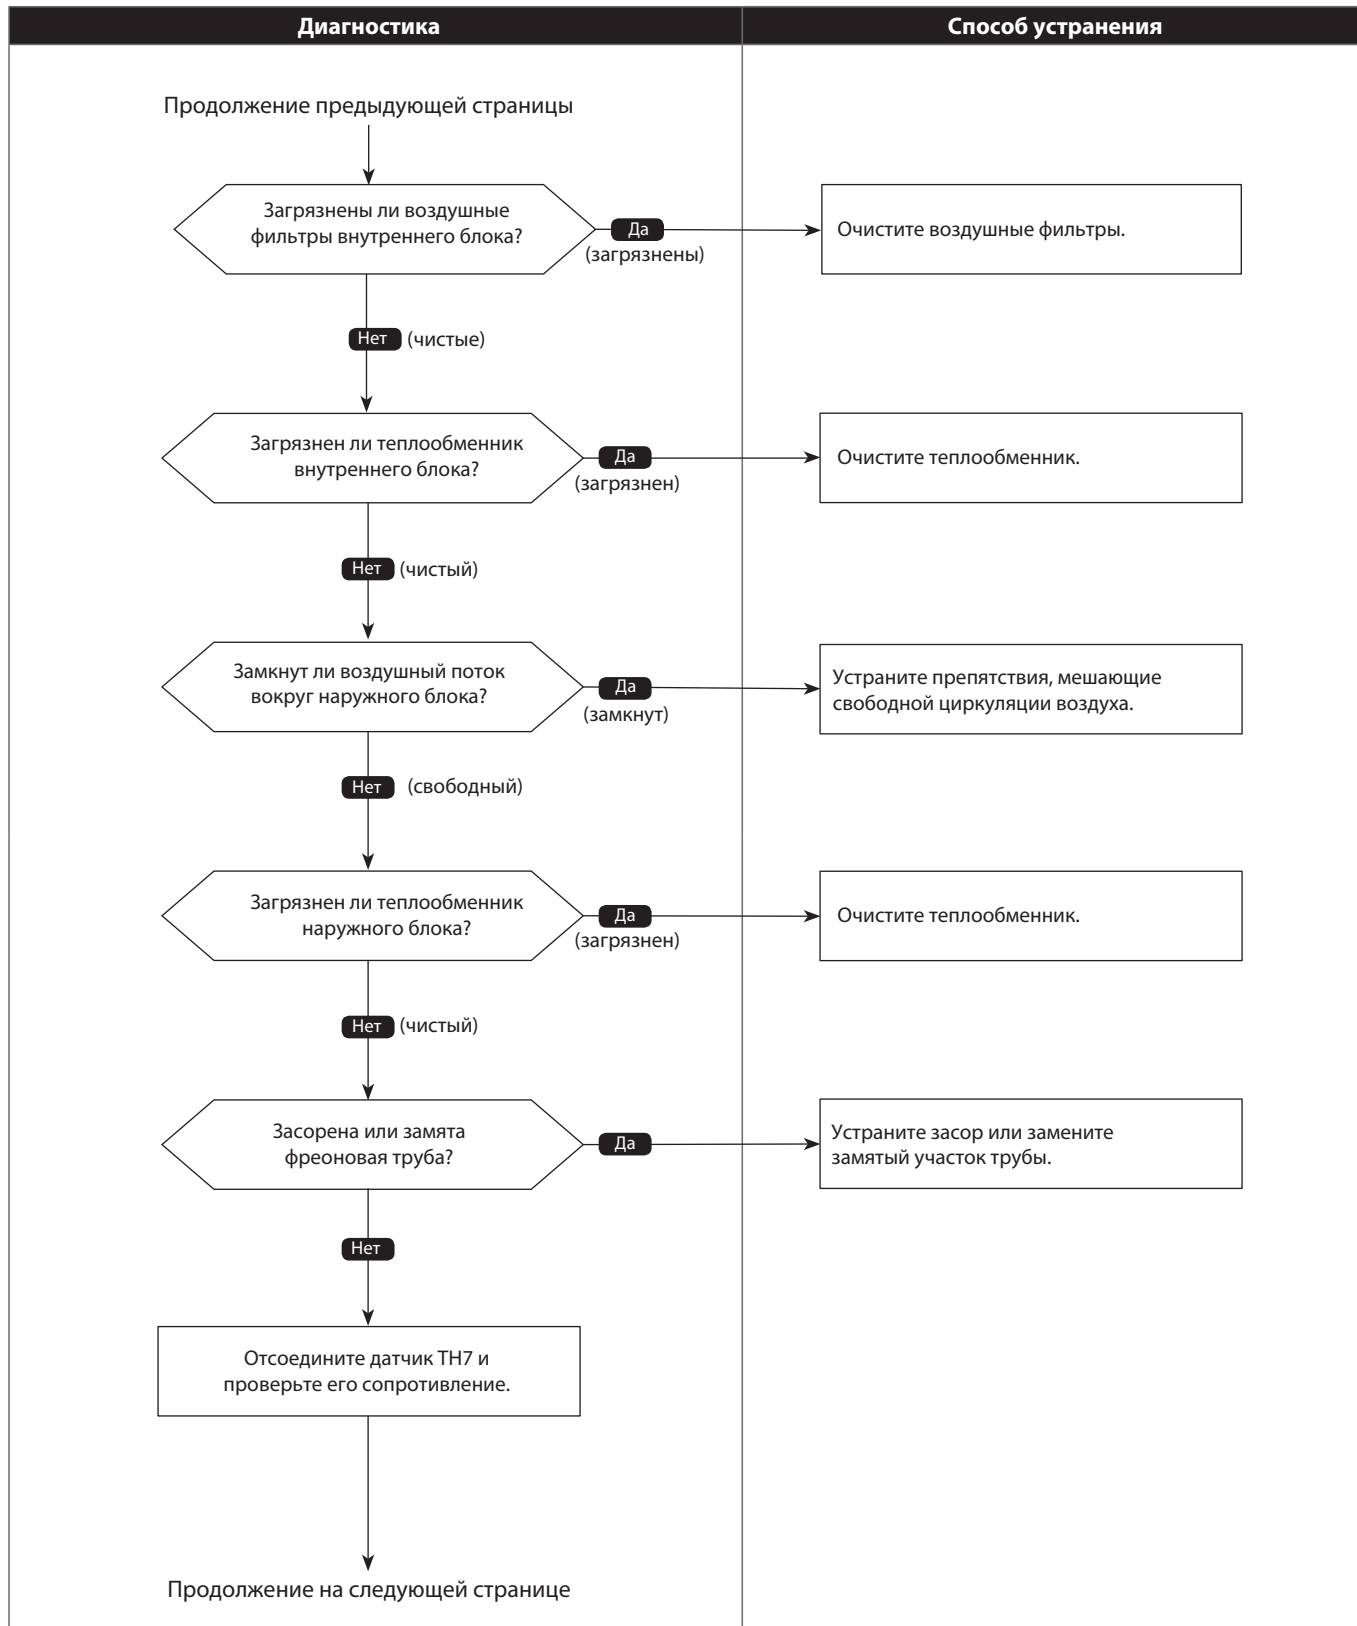 Диагностика
Способ устранения
Продолжение предыдущей страницы
Загрязнены ли воздушные
фильтры внутреннего блока?
Да
(загрязнены)
Очистите воздушные фильтры.
Нет (чистые)
Загрязнен ли теплообменник
внутреннего блока?
Да
(загрязнен)
Очистите теплообменник.
Нет (чистый)
Замкнут ли воздушный поток
вокруг наружного блока?
Да
(замкнут)
Устраните препятствия, мешающие
свободной циркуляции воздуха.
Нет (свободный)
Загрязнен ли теплообменник
наружного блока?
Да
(загрязнен)
Очистите теплообменник.
Нет (чистый)
Засорена или замята
фреоновая труба?
Да
Устраните засор или замените
замятый участок трубы.
Нет
Отсоедините датчик TH7 и
проверьте его сопротивление.
Продолжение на следующей странице